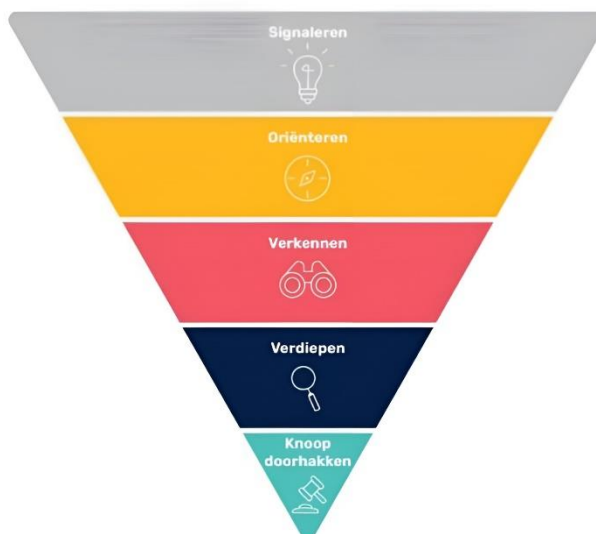 Signaleren
Oriënteren
Verkennen
Verdiepen
Knoop
doorhakken